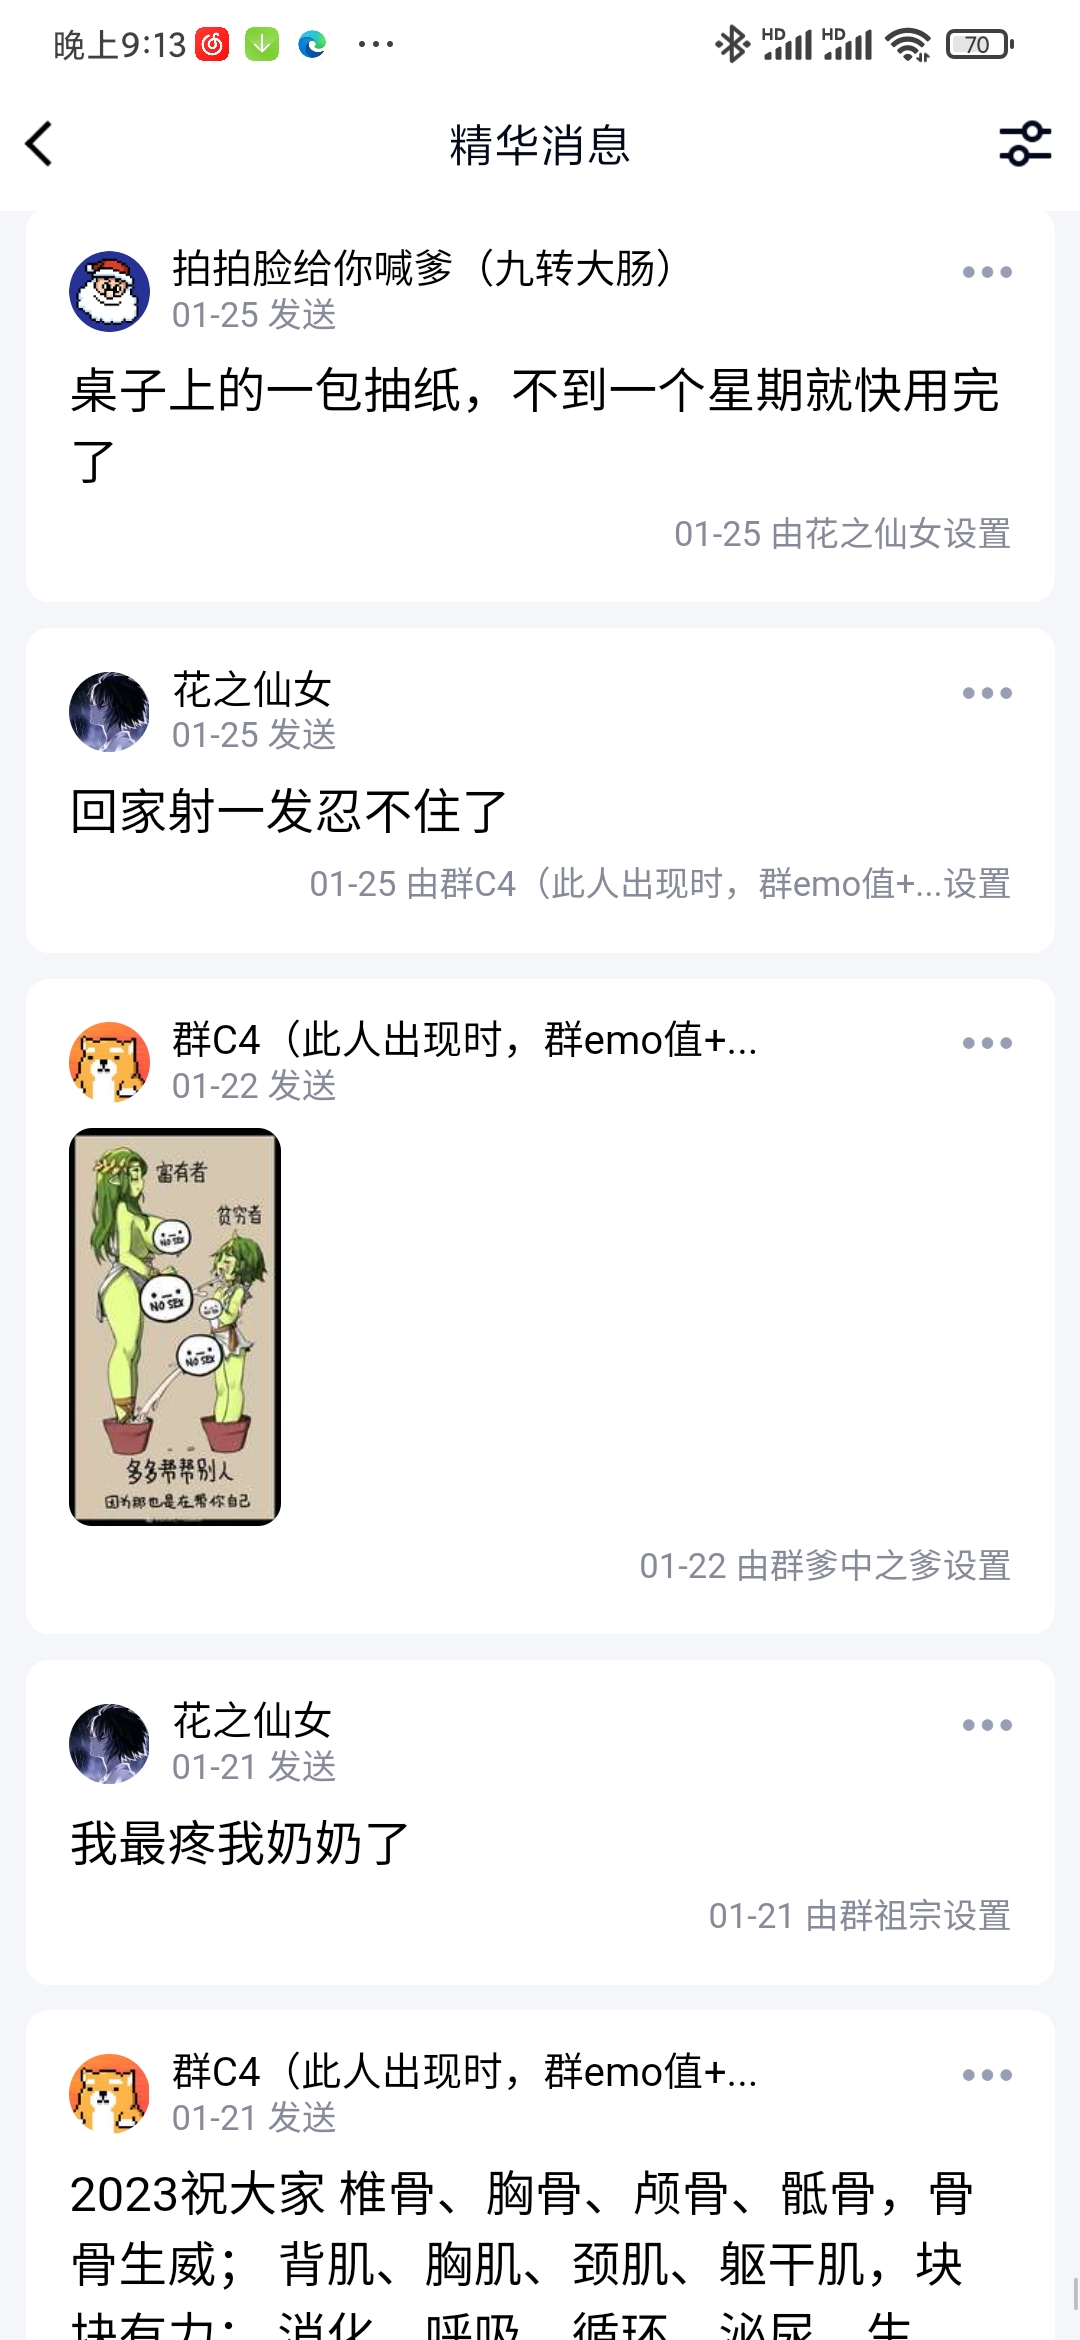 晚上9:13
HD
HD
70
精华消息
拍拍脸给你喊爹（九转大肠）
01-25 发送
桌子上的一包抽纸，不到一个星期就快用完
了
01-25 由花之仙女设置
花之仙女
01-25 发送
回家射一发忍不住了
01-25 由群C4（此人出现时，群emo值+...设置
群C4（此人出现时，群emo值+...
01-22 发送
富有者
贫穷者
NO SEX
NO SEX
NO SEX
多多帮帮别人
因为那也是在帮你自己
01-22 由群爹中之爹设置
花之仙女
01-21 发送
我最疼我奶奶了
01-21 由群祖宗设置
群C4（此人出现时，群emo值+...
01-21 发送
2023祝大家 椎骨、胸骨、颅骨、骶骨，骨
骨生威； 背肌、胸肌、颈肌、躯干肌，块
块有力； 消化、呼吸、循环、泌尿、生